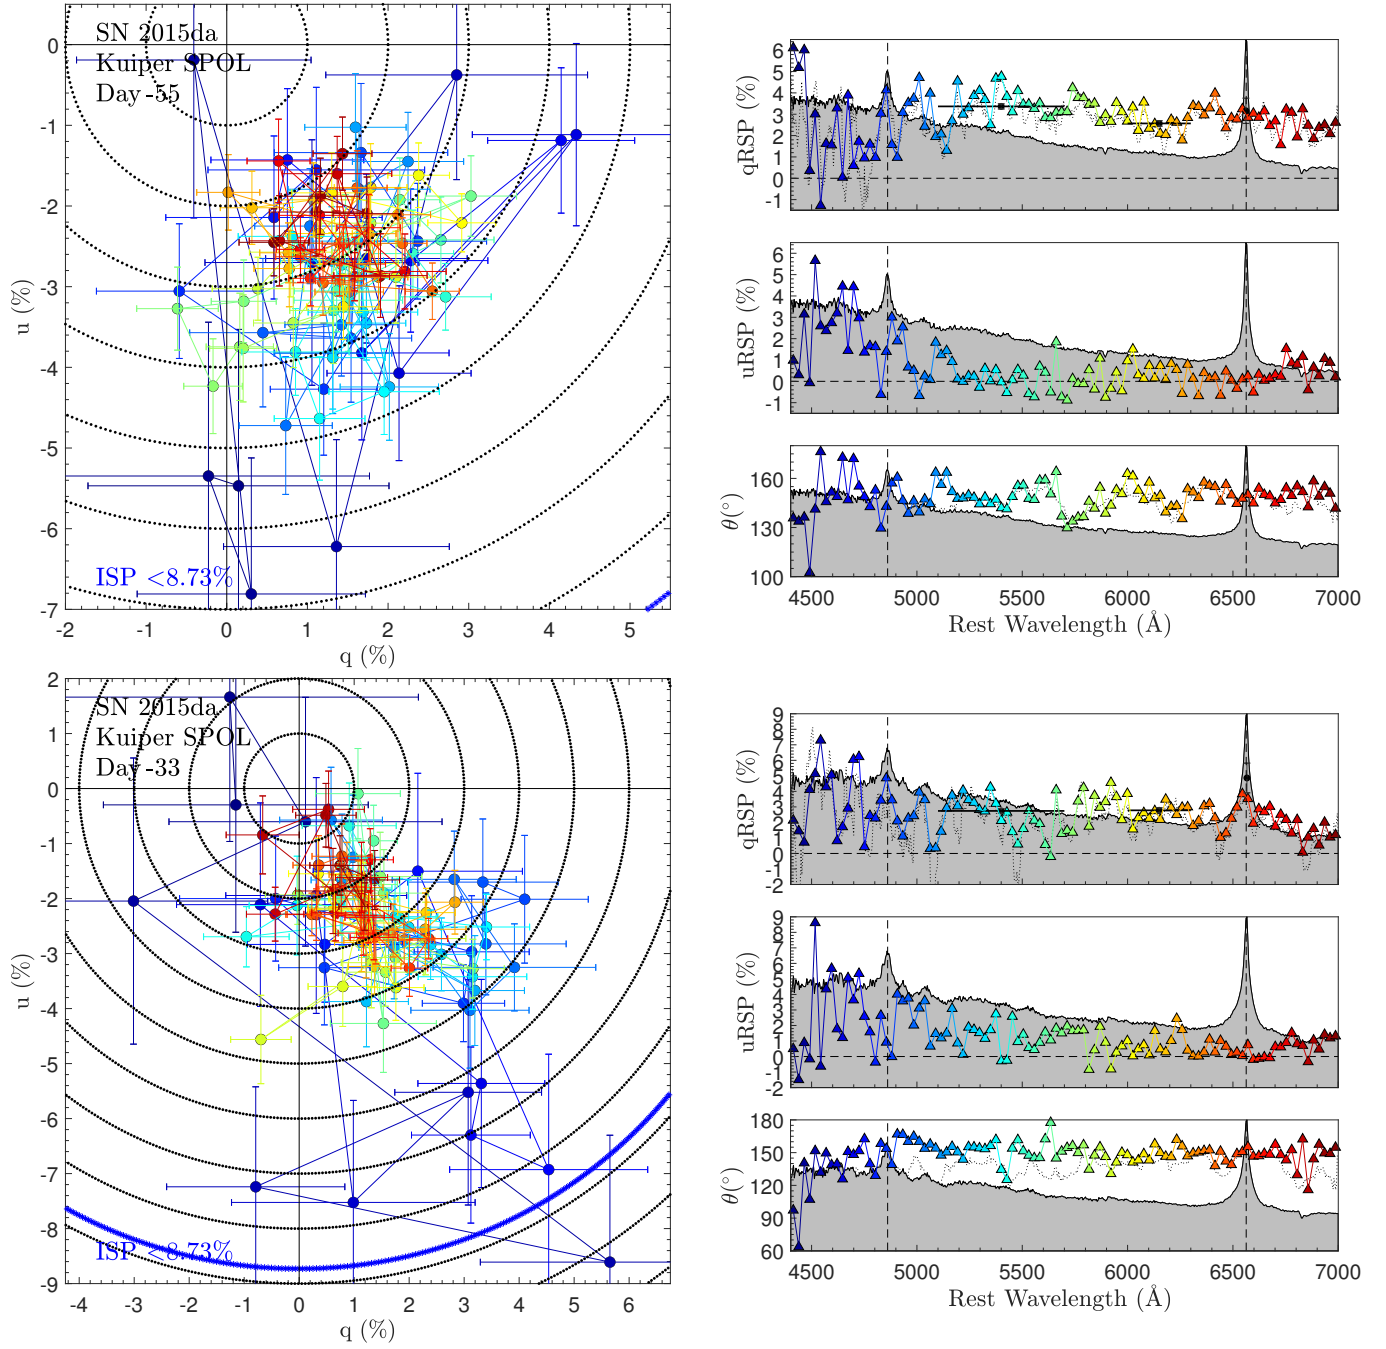 SN 2015da
Kuiper SPOL
Day -55
ISP <8.73%
0
-1
-2
-3
-4
-5
-6
-7
u (%)
-2 -1 0 1 2 3 4 5
q (%)
6
5
4
3
2
1
0
-1
qRSP (%)
6
5
4
3
2
1
0
-1
uRSP (%)
160
130
100
θ(°)
4500 5000 5500 6000 6500 7000
Rest Wavelength (Å)
SN 2015da
Kuiper SPOL
Day -33
ISP <8.73%
2
1
0
-1
-2
-3
-4
-5
-6
-7
-8
-9
u (%)
-4 -3 -2 -1 0 1 2 3 4 5 6
q (%)
9
8
7
6
5
4
3
2
1
0
-1
-2
qRSP (%)
9
8
7
6
5
4
3
2
1
0
-1
-2
uRSP (%)
180
150
120
90
60
θ(°)
4500 5000 5500 6000 6500 7000
Rest Wavelength (Å)